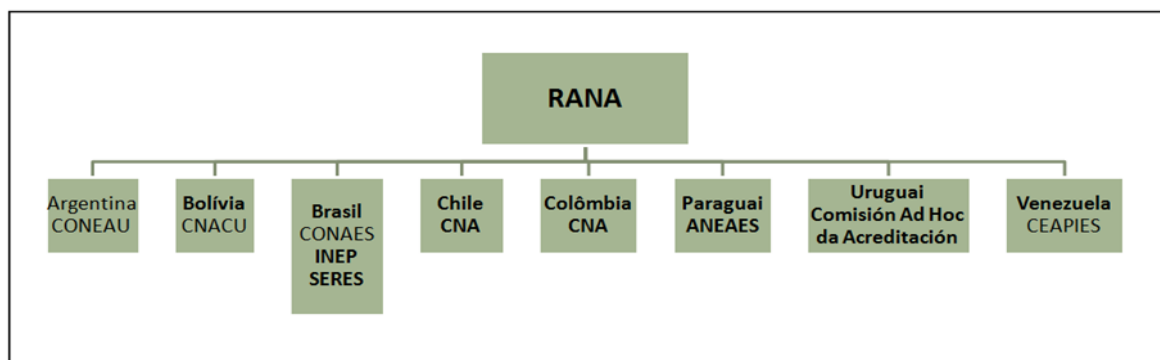 RANA
Argentina
CONEAU
Bolívia
CNACU
Brasil
CONAES
INEP
SERES
Chile
CNA
Colômbia
CNA
Paraguai
ANEAES
Uruguai
Comisión Ad Hoc
da Acreditación
Venezuela
CEAPIES